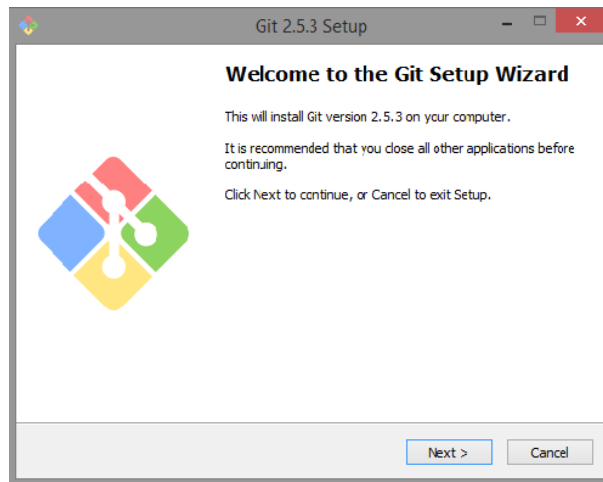 Git 2.5.3 Setup
Welcome to the Git Setup Wizard
This will install Git version 2.5.3 on your computer.
It is recommended that you close all other applications before
continuing.
Click Next to continue, or Cancel to exit Setup.
Next >
Cancel